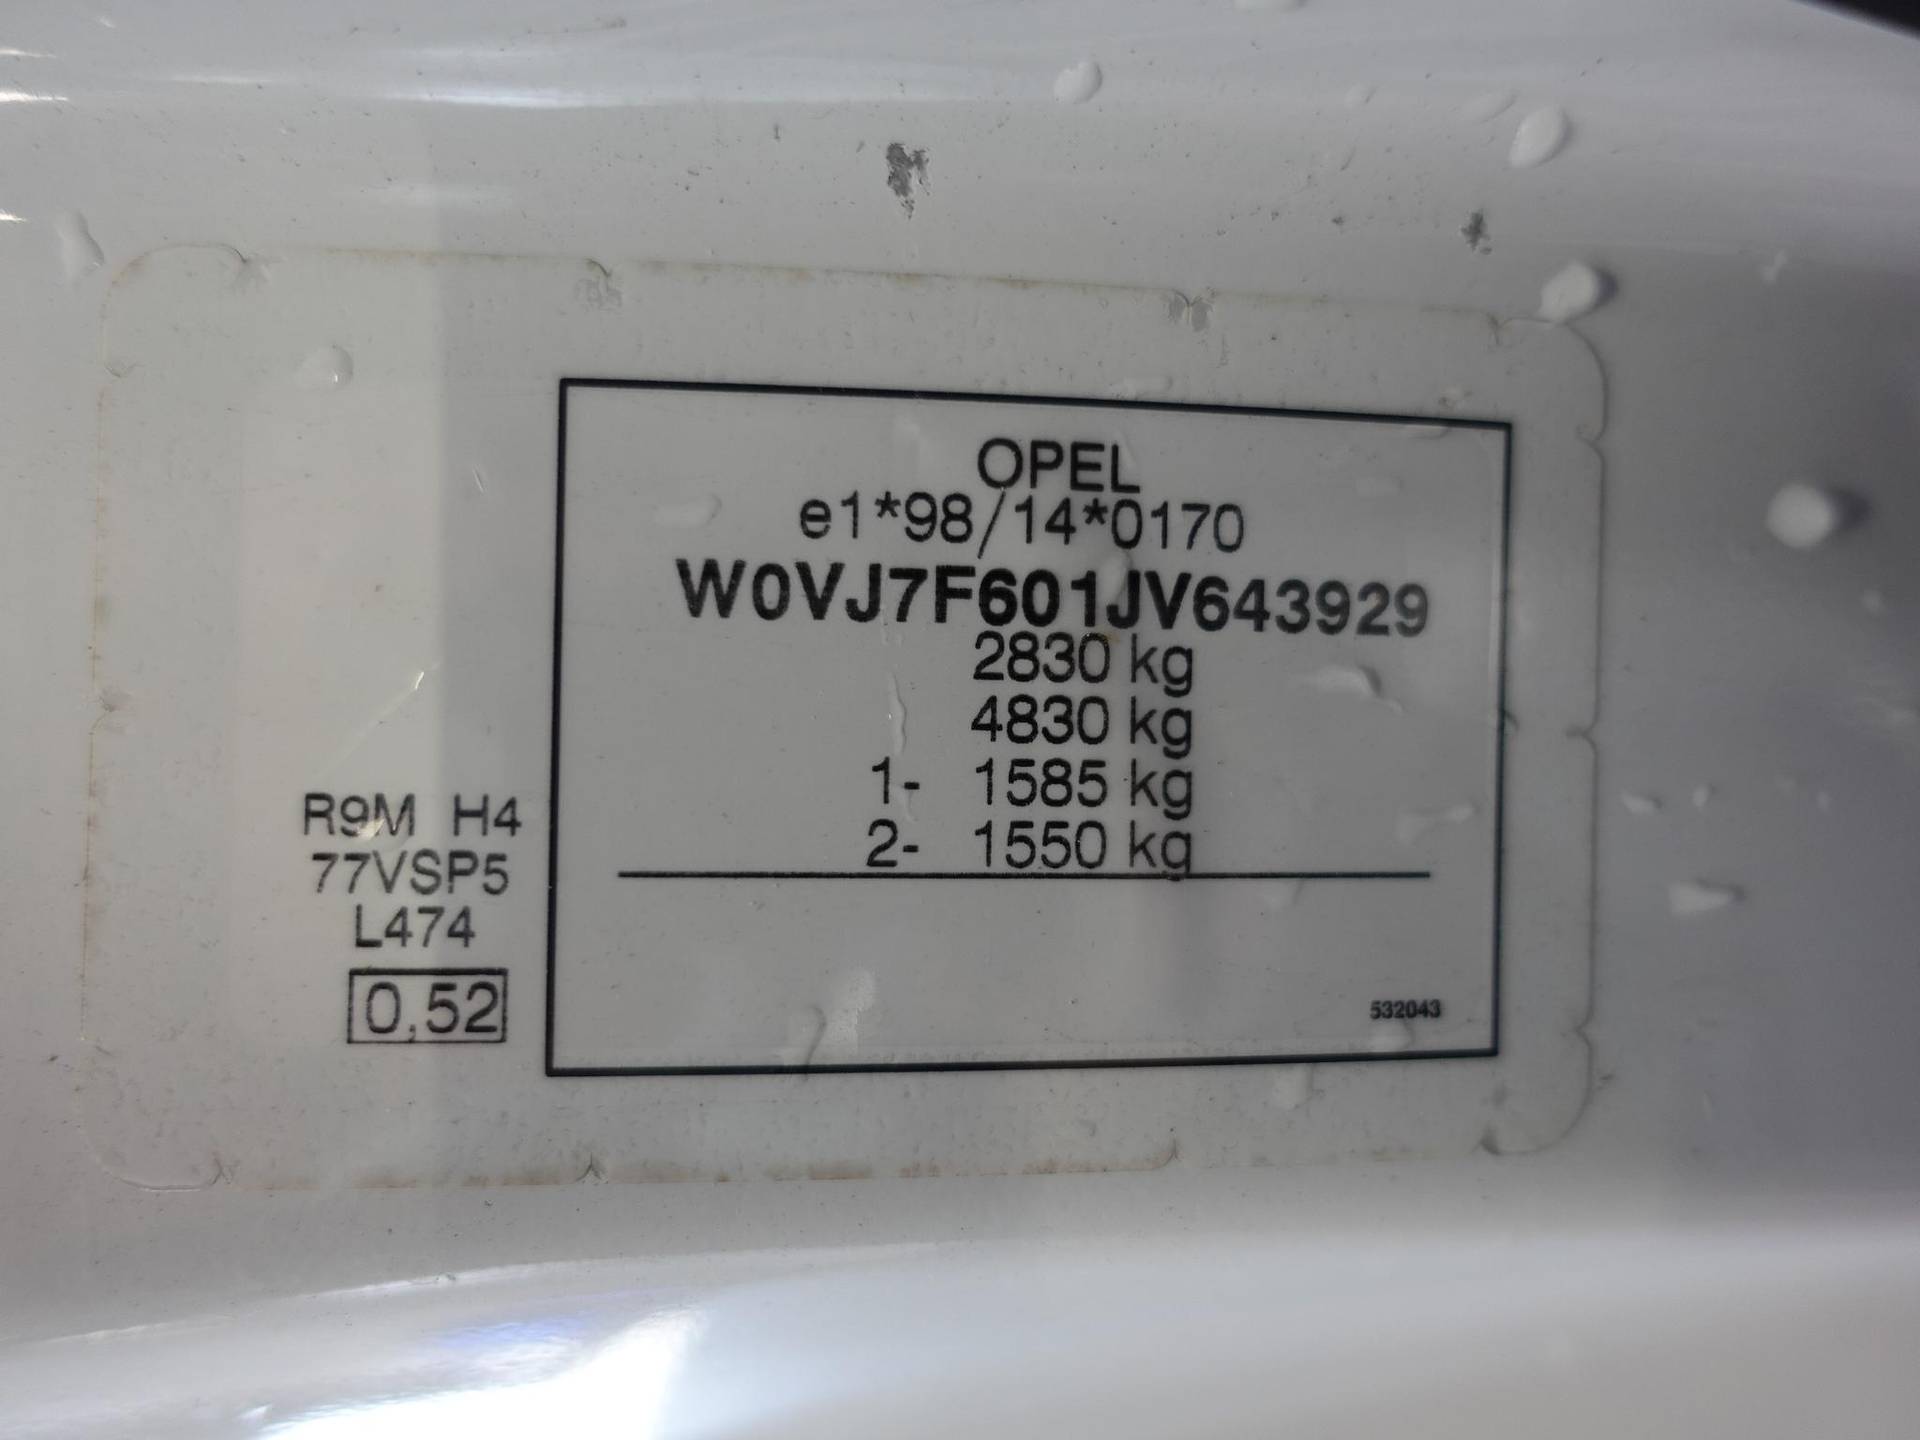 OPEL
e1*98/14*0170
W0VJ7F601JV643929
2830 kg
4830 kg
1- 1585 kg
2- 1550 kg
R9M H4
77VSP5
L474
0,52
532043